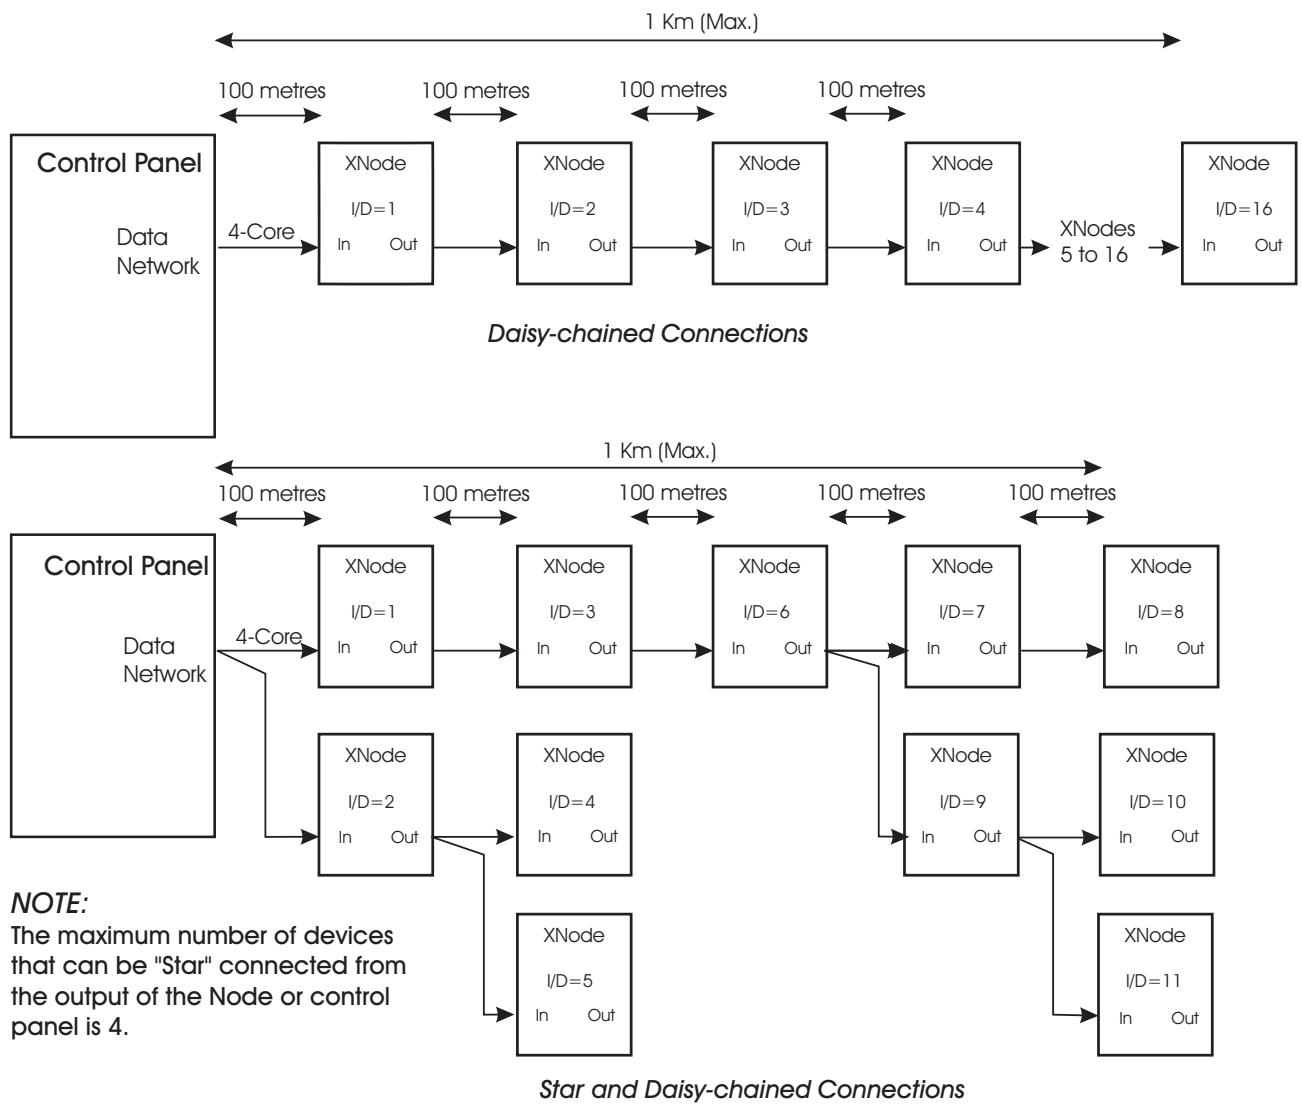 1 Km (Max.)
100 metres 100 metres 100 metres 100 metres
Control Panel
Data
Network
4-Core
XNode
I/D=1
In Out
XNode
I/D=2
In Out
XNode
I/D=3
In Out
XNode
I/D=4
In Out
XNodes
5 to 16
XNode
I/D=16
In Out
Daisy-chained Connections
1 Km (Max.)
100 metres 100 metres 100 metres 100 metres 100 metres
Control Panel
Data
Network
4-Core
XNode
I/D=1
In Out
XNode
I/D=3
In Out
XNode
I/D=6
In Out
XNode
I/D=7
In Out
XNode
I/D=8
In Out
XNode
I/D=2
In Out
XNode
I/D=4
In Out
XNode
I/D=9
In Out
XNode
I/D=10
In Out
XNode
I/D=5
In Out
XNode
I/D=11
In Out
NOTE:
The maximum number of devices
that can be "Star" connected from
the output of the Node or control
panel is 4.
Star and Daisy-chained Connections